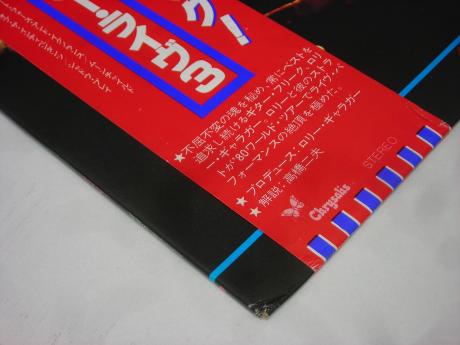 ク!
ー・ライヴ3
★不屈不変の魂を秘め、常にベストを
追求し続けるギター・フリーク、ロリ
ー・ギャラガー。ロリーと彼のストラ
トが'80ワールド・ツアーでライヴ・パ
フォーマンスの絶頂を極めた。
★プロデュース：ロリー・ギャラガー
★解説：高橋二夫
Chrysalis
STEREO